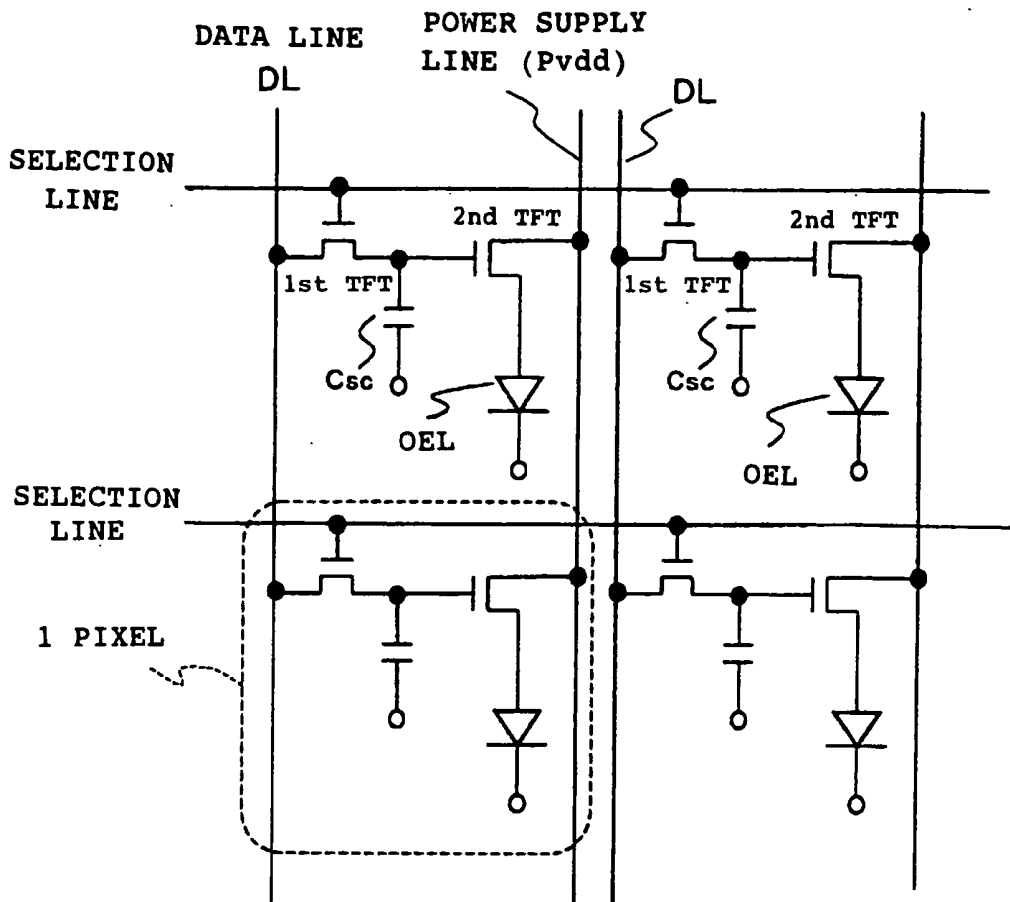 DATA LINE
DL
POWER SUPPLY
LINE (Pvdd)
DL
SELECTION
LINE
2nd TFT
2nd TFT
1st TFT
1st TFT
Csc
Csc
OEL
OEL
SELECTION
LINE
1 PIXEL